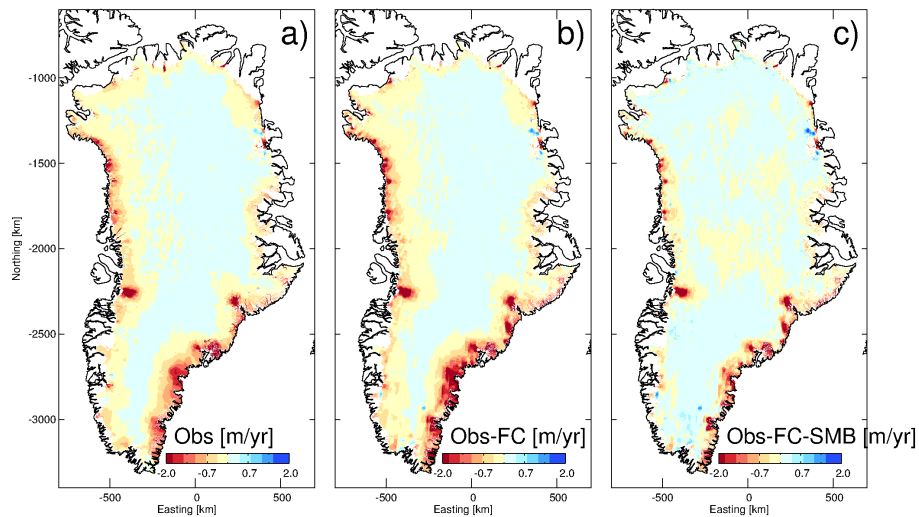 a)
b)
c)
-1000
-1500
-2000
-2500
-3000
Northing [km]
Obs [m/yr]
Obs-FC [m/yr]
Obs-FC-SMB [m/yr]
-2.0 -0.7 0.7 2.0
-2.0 -0.7 0.7 2.0
-2.0 -0.7 0.7 2.0
-500 0 500
-500 0 500
-500 0 500
Easting [km]
Easting [km]
Easting [km]